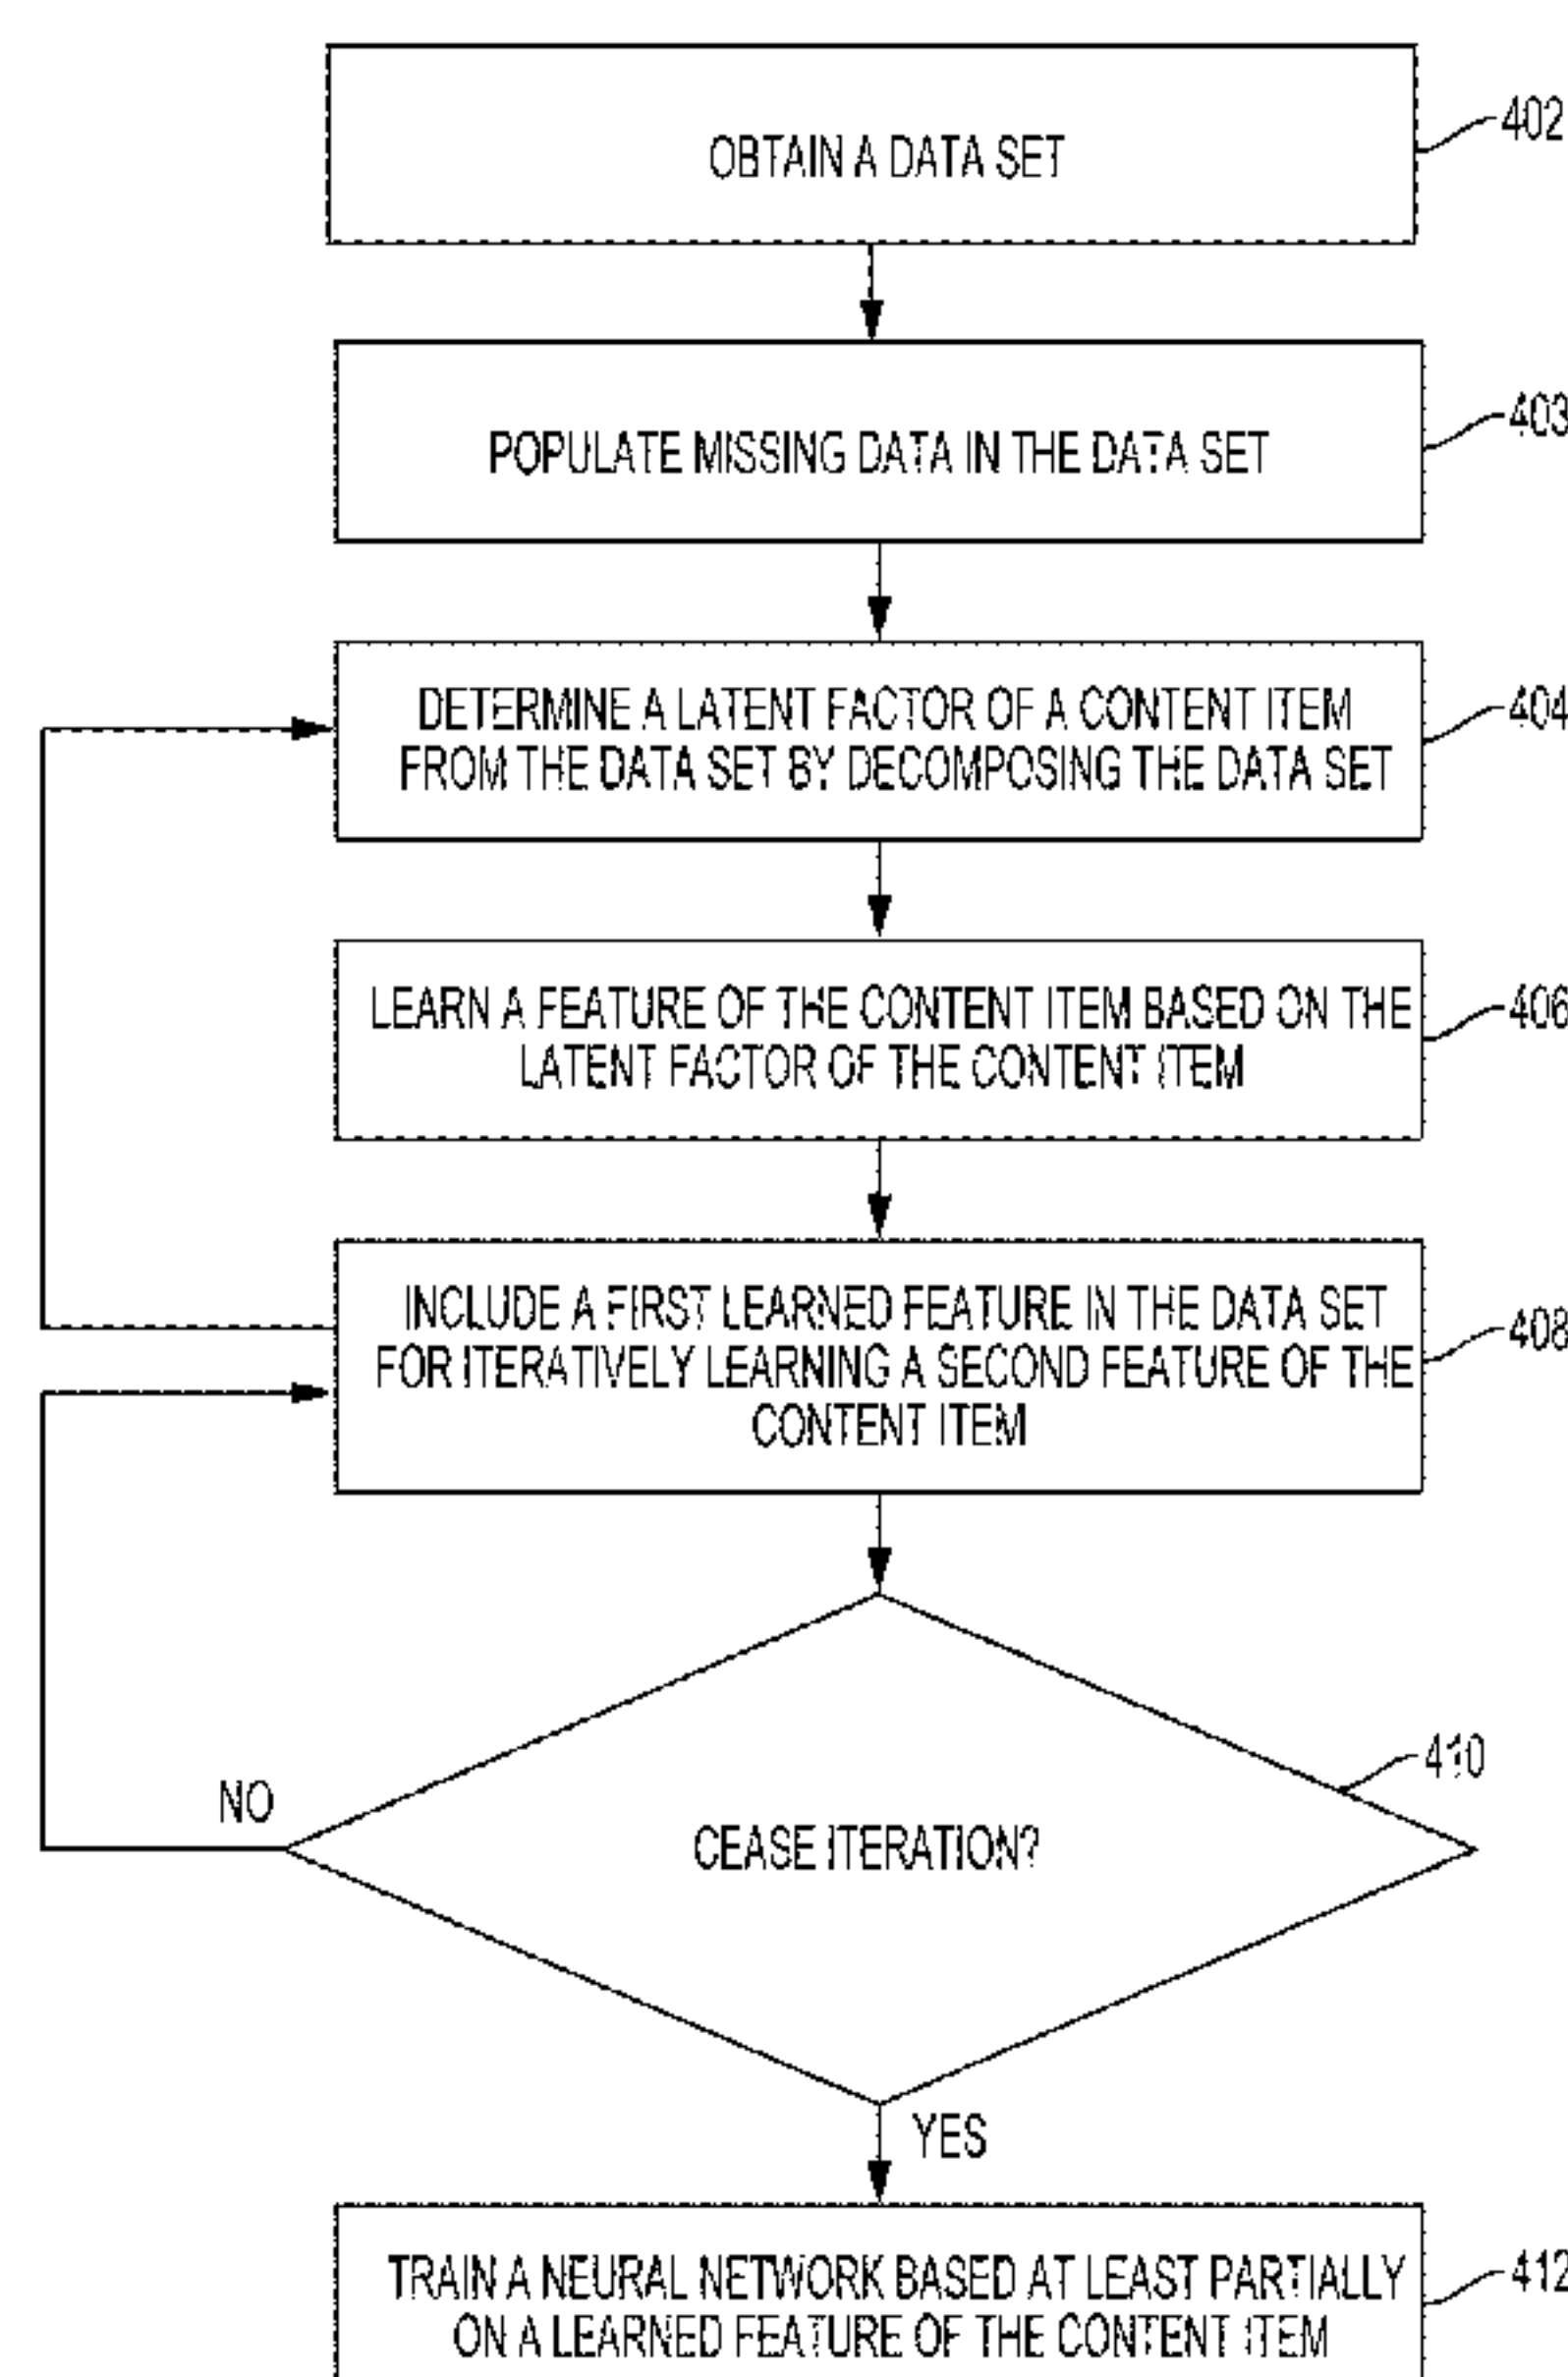 OBTAIN A DATA SET
402
POPULATE MISSING DATA IN THE DATA SET
403
DETERMINE A LATENT FACTOR OF A CONTENT ITEM
FROM THE DATA SET BY DECOMPOSING THE DATA SET
404
LEARN A FEATURE OF THE CONTENT ITEM BASED ON THE
LATENT FACTOR OF THE CONTENT ITEM
406
INCLUDE A FIRST LEARNED FEATURE IN THE DATA SET
FOR ITERATIVELY LEARNING A SECOND FEATURE OF THE
CONTENT ITEM
408
410
NO
CEASE ITERATION?
YES
TRAIN A NEURAL NETWORK BASED AT LEAST PARTIALLY
ON A LEARNED FEATURE OF THE CONTENT ITEM
412